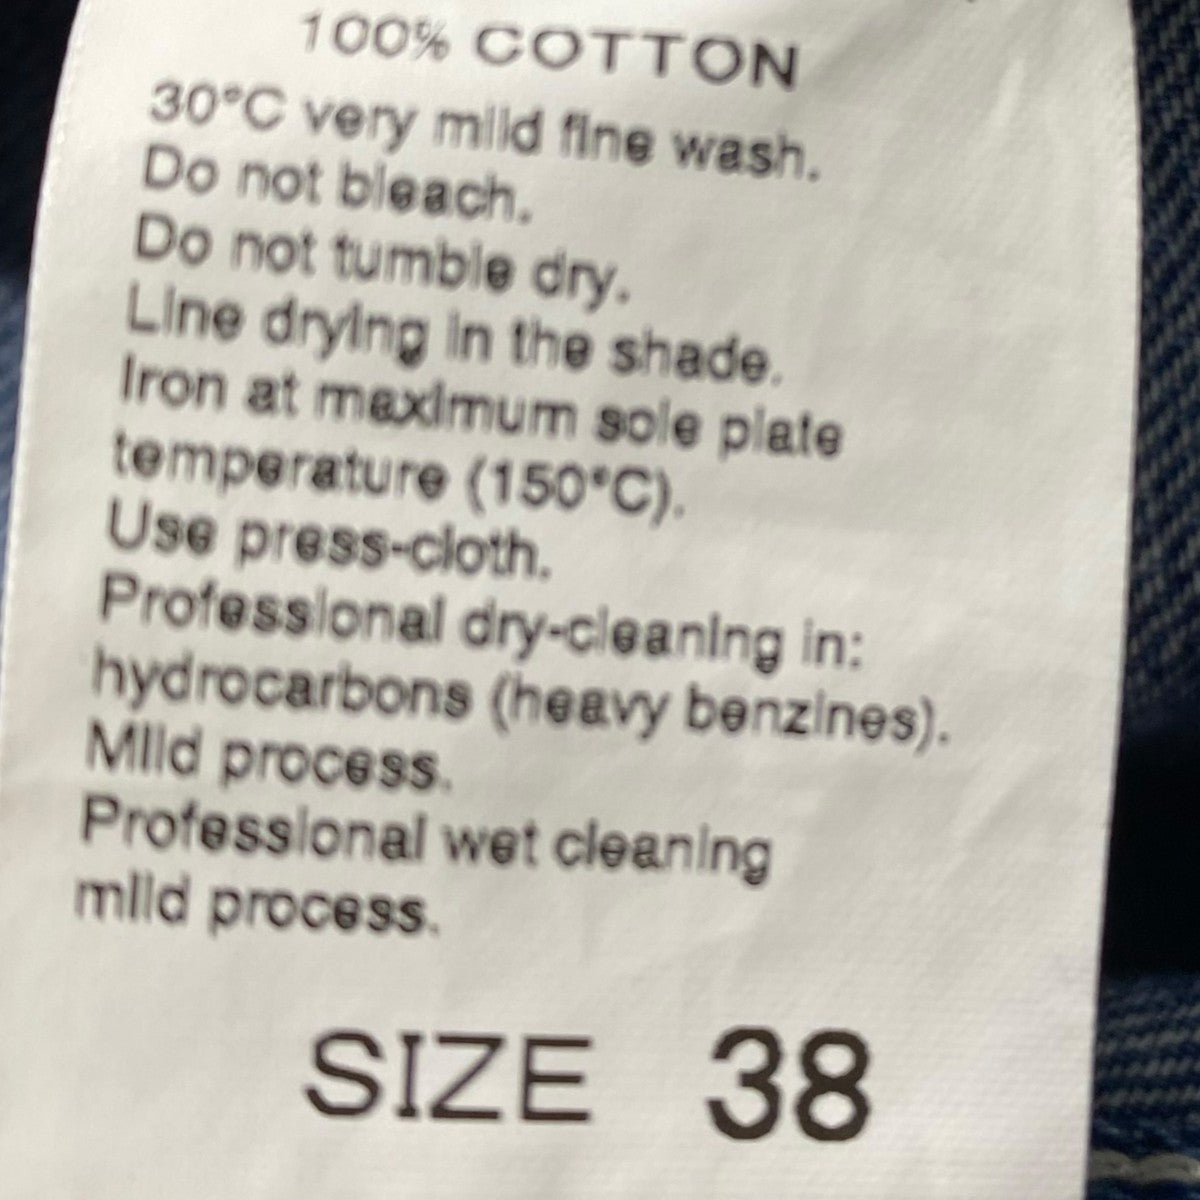 100% COTTON
30°C very mild fine wash.
Do not bleach.
Do not tumble dry.
Line drying in the shade.
Iron at maximum sole plate
temperature (150°C).
Use press-cloth.
Professional dry-cleaning in:
hydrocarbons (heavy benzines).
Mild process.
Professional wet cleaning
mild process.
SIZE 38